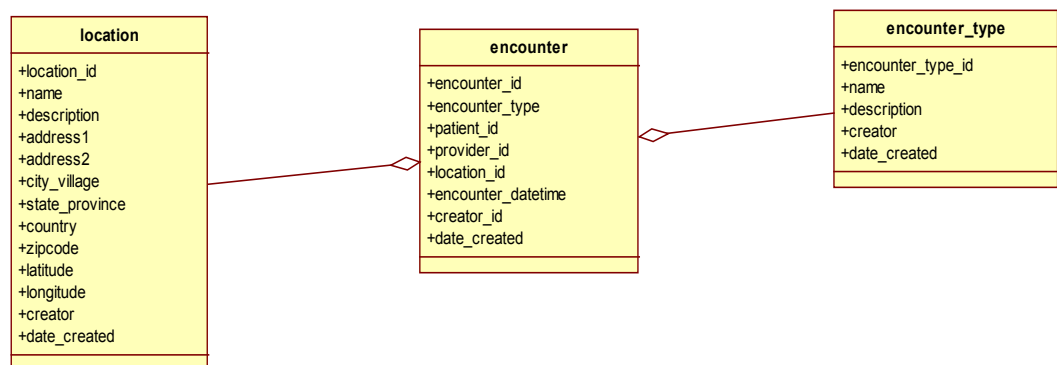 location
+location_id
+name
+description
+address1
+address2
+city_village
+state_province
+country
+zipcode
+latitude
+longitude
+creator
+date_created
encounter
+encounter_id
+encounter_type
+patient_id
+provider_id
+location_id
+encounter_datetime
+creator_id
+date_created
encounter_type
+encounter_type_id
+name
+description
+creator
+date_created